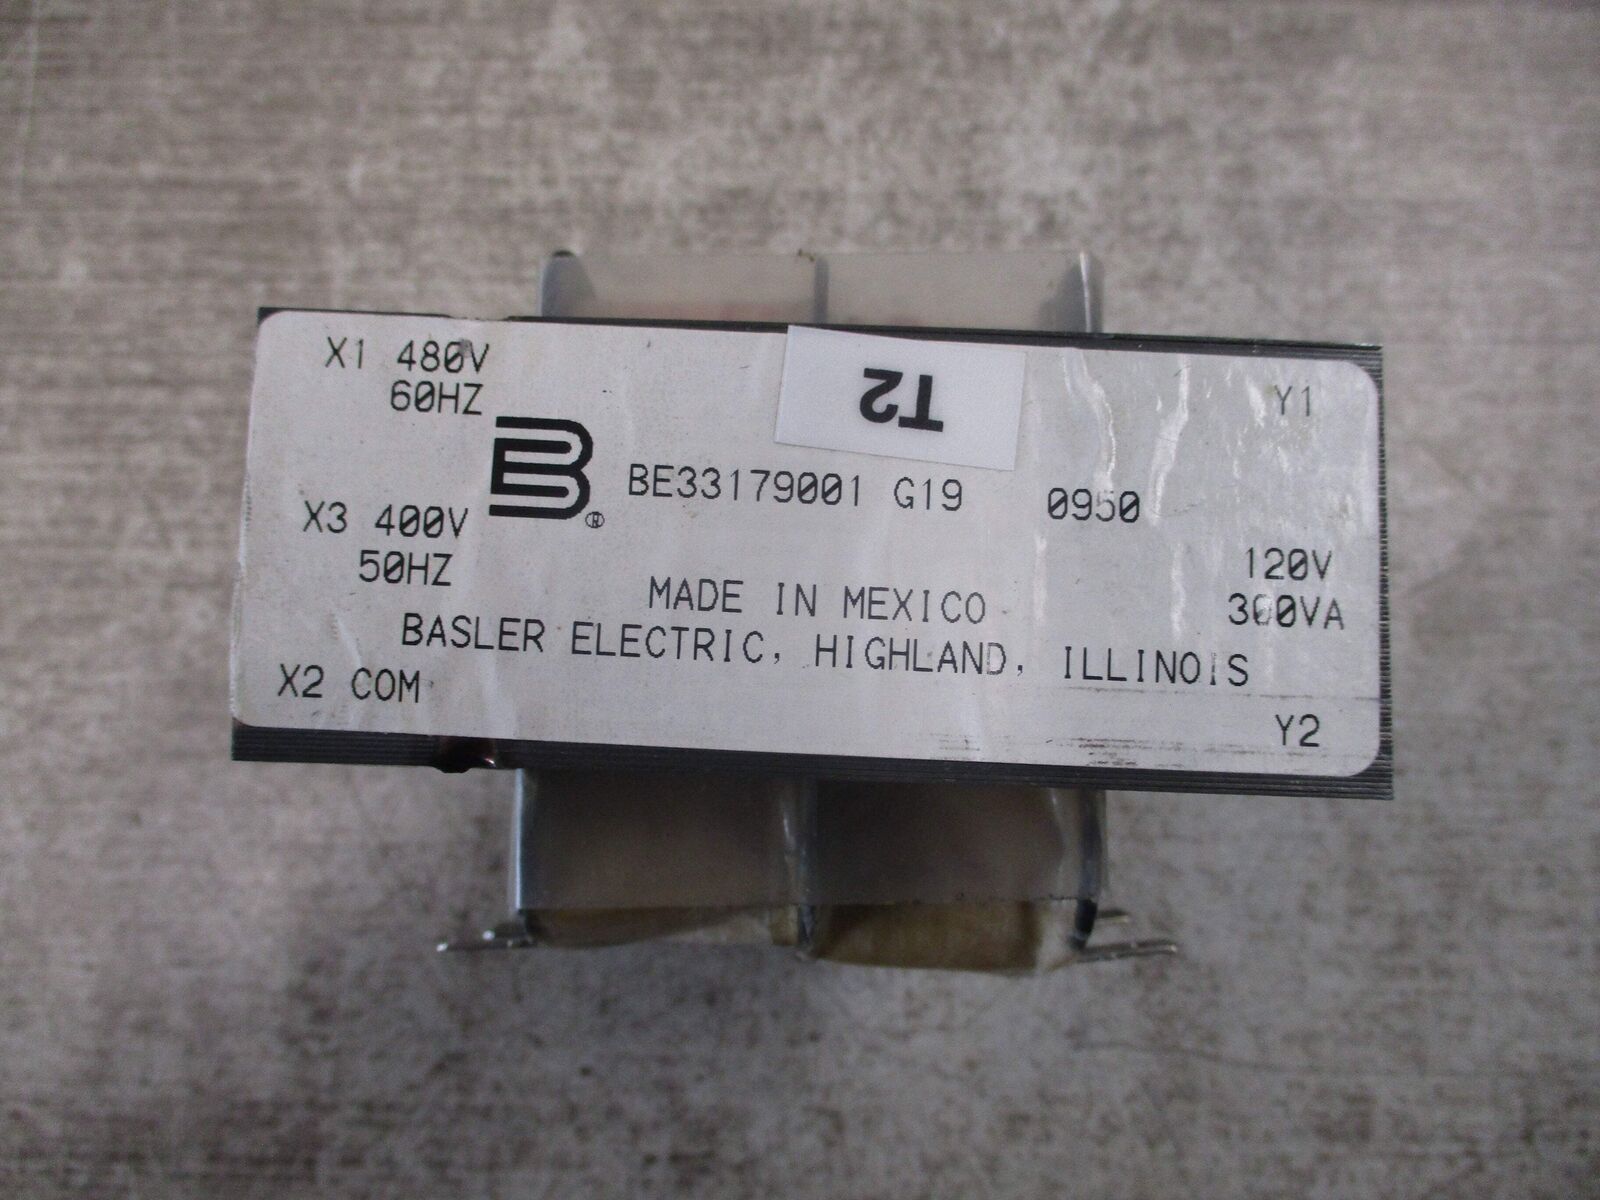 X1 480V
60HZ
T2
Y1
BE33179001 G19 0950
X3 400V
50HZ
120V
300VA
MADE IN MEXICO
BASLER ELECTRIC, HIGHLAND, ILLINOIS
X2 COM
Y2